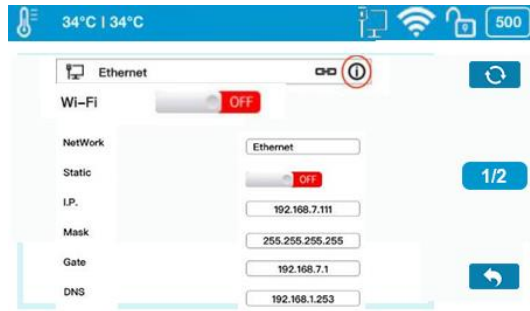 34°C | 34°C 500
Ethernet
Wi-Fi OFF
NetWork Ethernet
Static OFF
I.P. 192.168.7.111
Mask 255.255.255.255
Gate 192.168.7.1
DNS 192.168.1.253
1/2